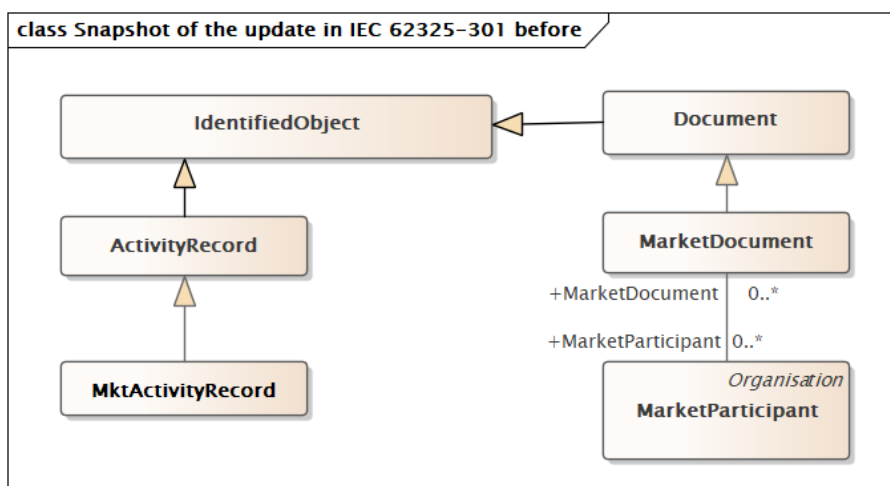 class Snapshot of the update in IEC 62325-301 before
IdentifiedObject
Document
ActivityRecord
MarketDocument
+MarketDocument 0..*
+MarketParticipant 0..*
MktActivityRecord
Organisation
MarketParticipant